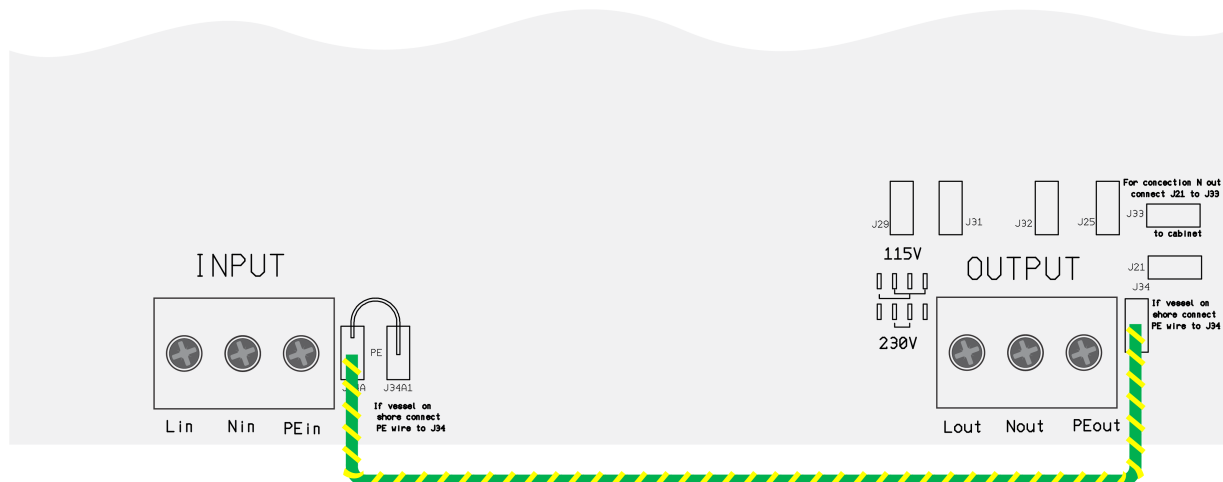 For concection N out
connect J21 to J33
J29
J31
J32
J25
J33
to cabinet
115V
INPUT
OUTPUT
J21
J34
If vessel on
shore connect
PE wire to J34
230V
PE
J34A1
If vessel on
shore connect
PE wire to J34
Lin
Nin
PEin
Lout
Nout
PEout